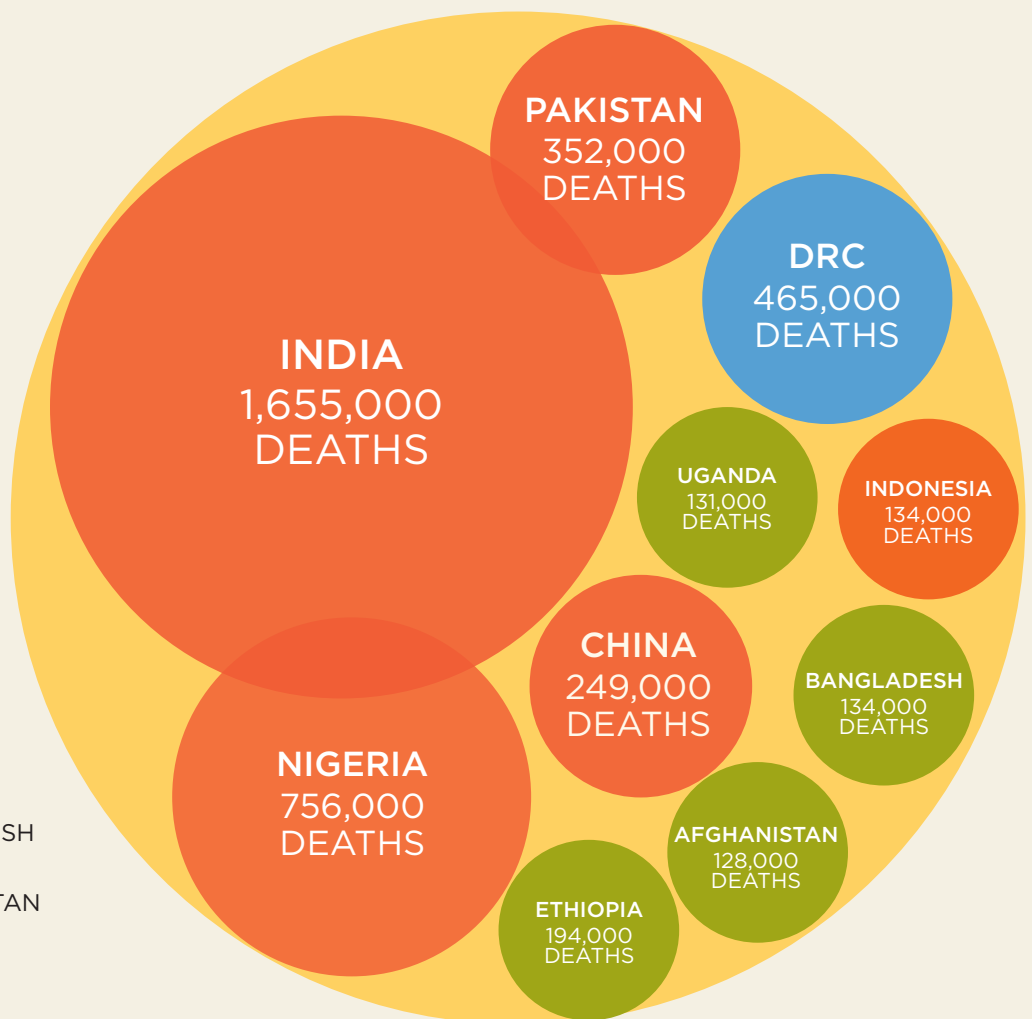 PAKISTAN
352,000
DEATHS
DRC
465,000
DEATHS
INDIA
1,655,000
DEATHS
UGANDA
131,000
DEATHS
INDONESIA
134,000
DEATHS
CHINA
249,000
DEATHS
BANGLADESH
134,000
DEATHS
NIGERIA
756,000
DEATHS
SH
TAN
AFGHANISTAN
128,000
DEATHS
ETHIOPIA
194,000
DEATHS